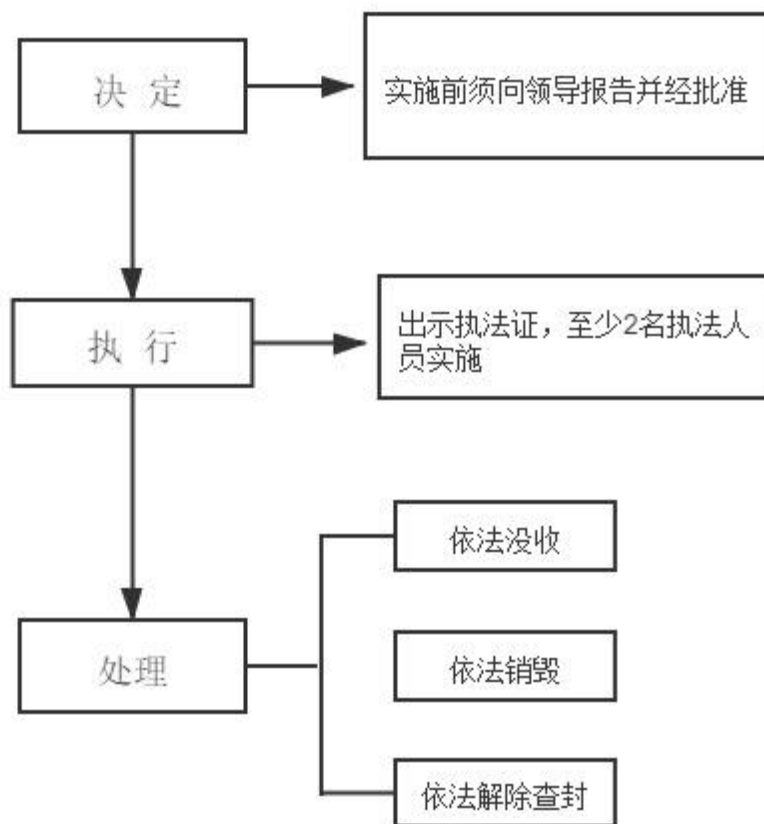 决 定
实施前须向领导报告并经批准
执 行
出示执法证，至少2名执法人
员实施
依法没收
处理
依法销毁
依法解除查封